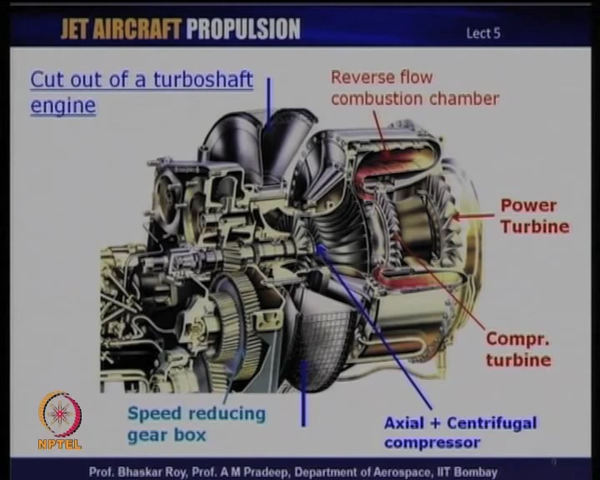 JET AIRCRAFT PROPULSION
Lect 5
Cut out of a turboshaft
engine
Reverse flow
combustion chamber
Power
Turbine
Compr.
turbine
Axial + Centrifugal
compressor
Speed reducing
gear box
NPTEL
Prof. Bhaskar Roy, Prof. A M Pradeep, Department of Aerospace, IIT Bombay